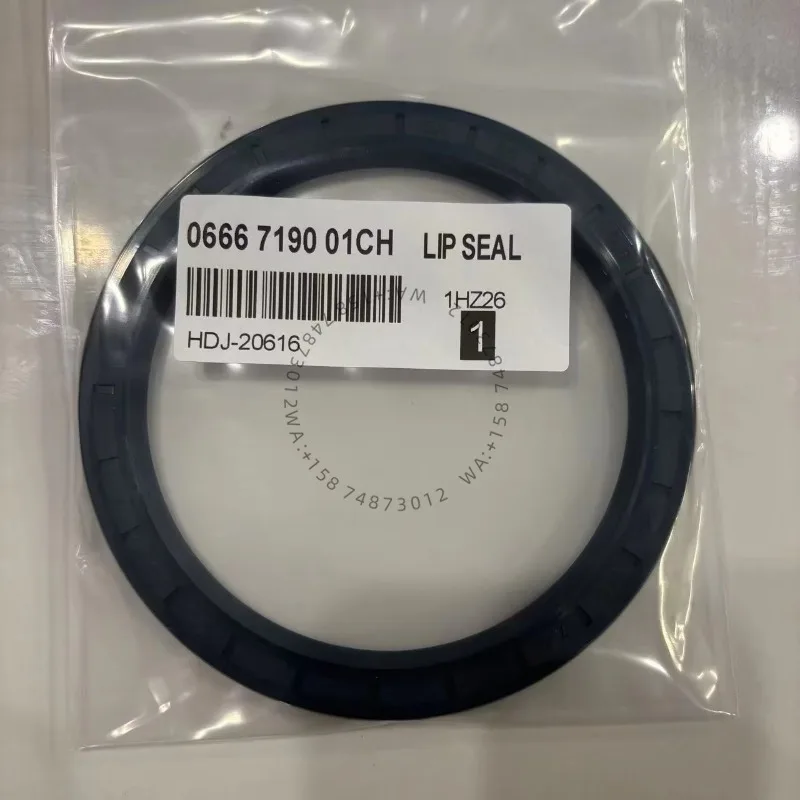 0666 7190 01CH LIP SEAL
1HZ26
1
HDJ-20616
WA:+158 74873012
WA:+158 74873012